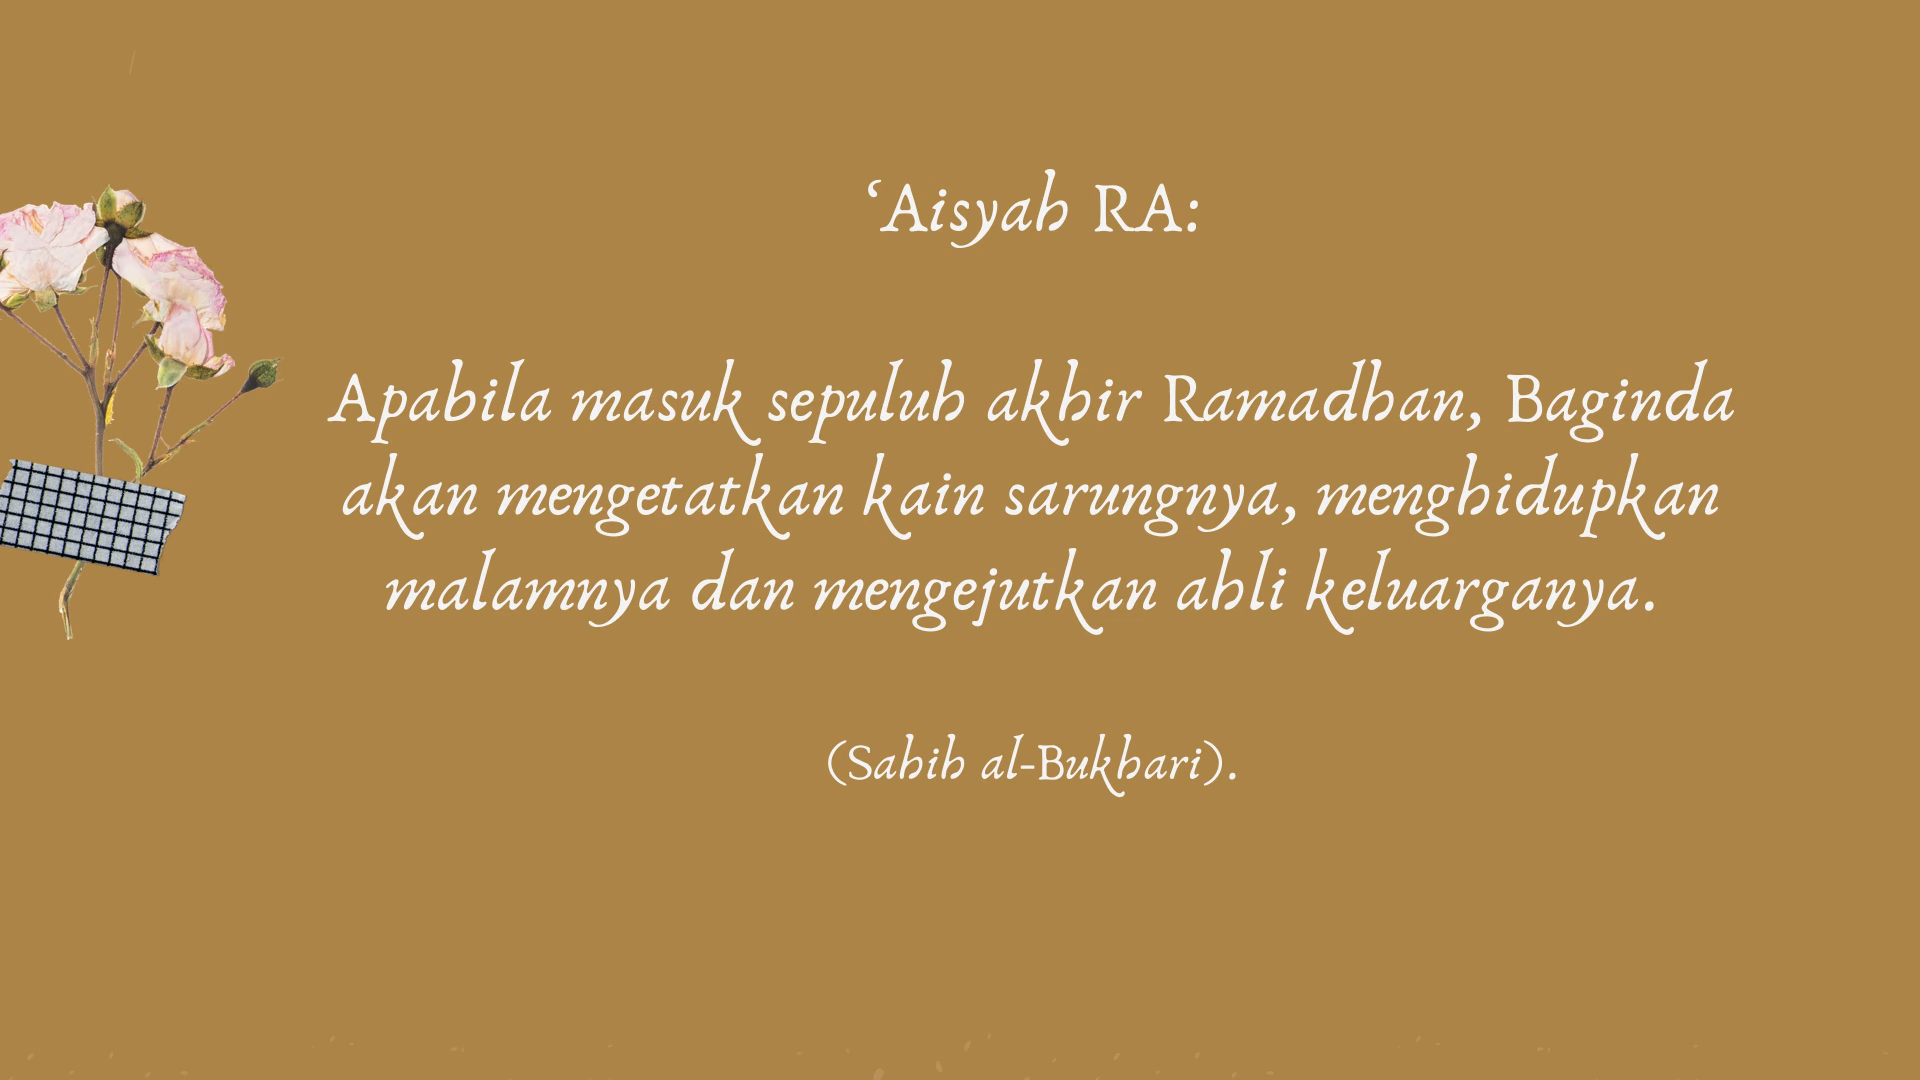 ‘Aisyah RA:
Apabila masuk sepuluh akhir Ramadhan, Baginda
akan mengetatkan kain sarungnya, menghidupkan
malamnya dan mengejutkan ahli keluarganya.
(Sahih al-Bukhari).